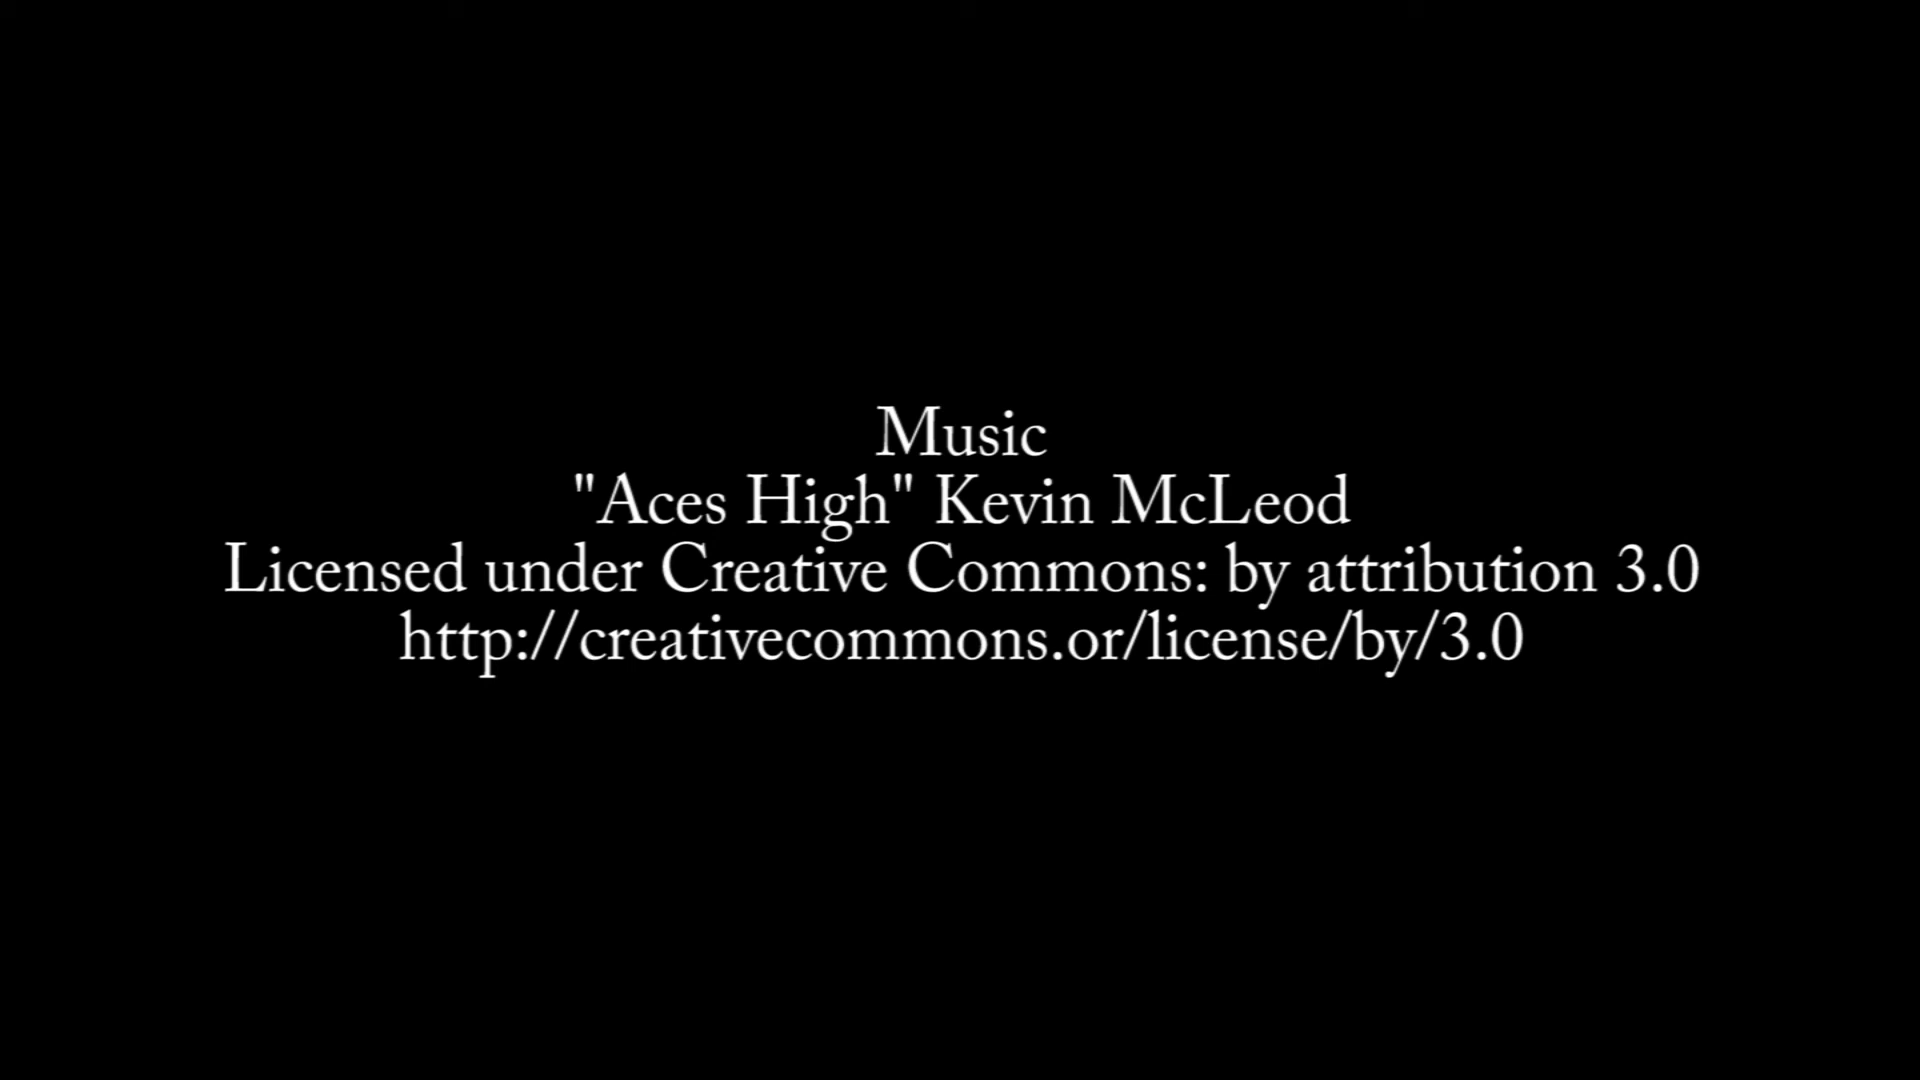 Music
"Aces High" Kevin McLeod
Licensed under Creative Commons: by attribution 3.0
http://creativecommons.or/license/by/3.0